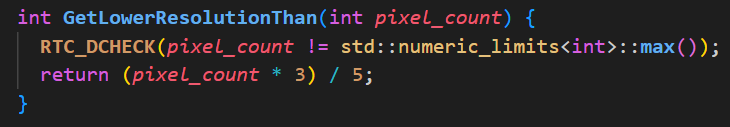 int GetLowerResolutionThan(int pixel_count) {
  RTC_DCHECK(pixel_count != std::numeric_limits<int>::max());
  return (pixel_count * 3) / 5;
}